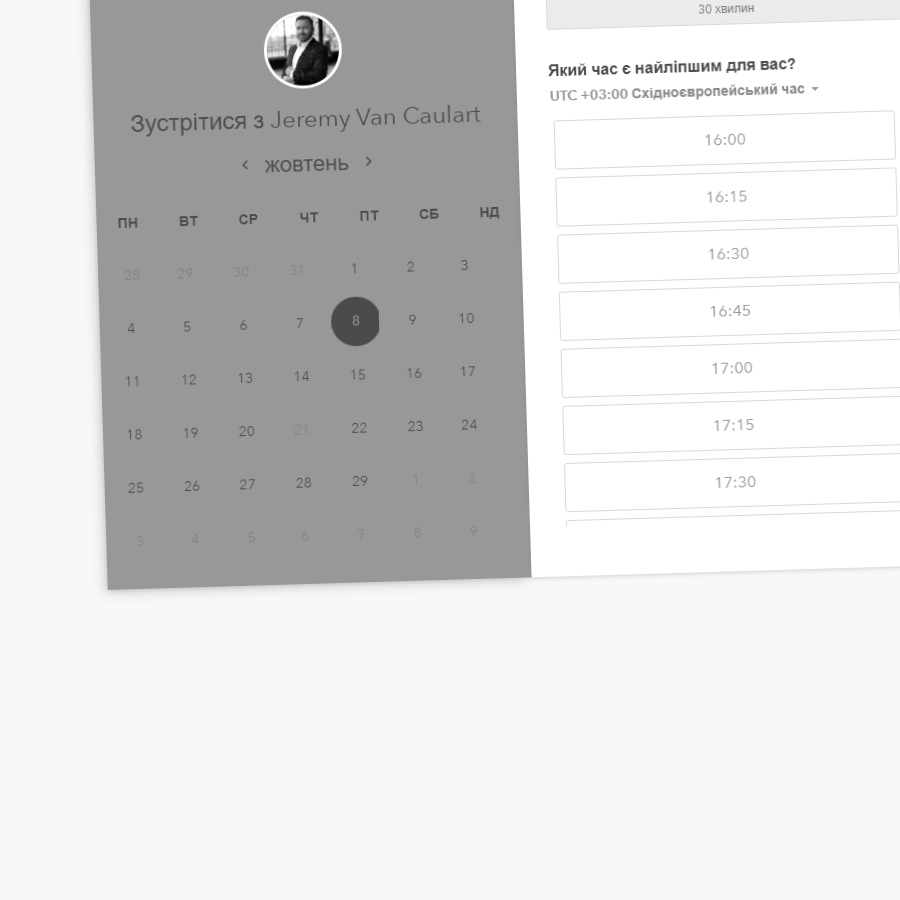 Зустрітися з Jeremy Van Caulart
‹ жовтень ›
ПН ВТ СР ЧТ ПТ СБ НД
28 29 30 31 1 2 3
4 5 6 7 8 9 10
11 12 13 14 15 16 17
18 19 20 21 22 23 24
25 26 27 28 29 1 2
3 4 5 6 7 8 9
30 хвилин
Який час є найліпшим для вас?
UTC +03:00 Східноєвропейський час
16:00
16:15
16:30
16:45
17:00
17:15
17:30